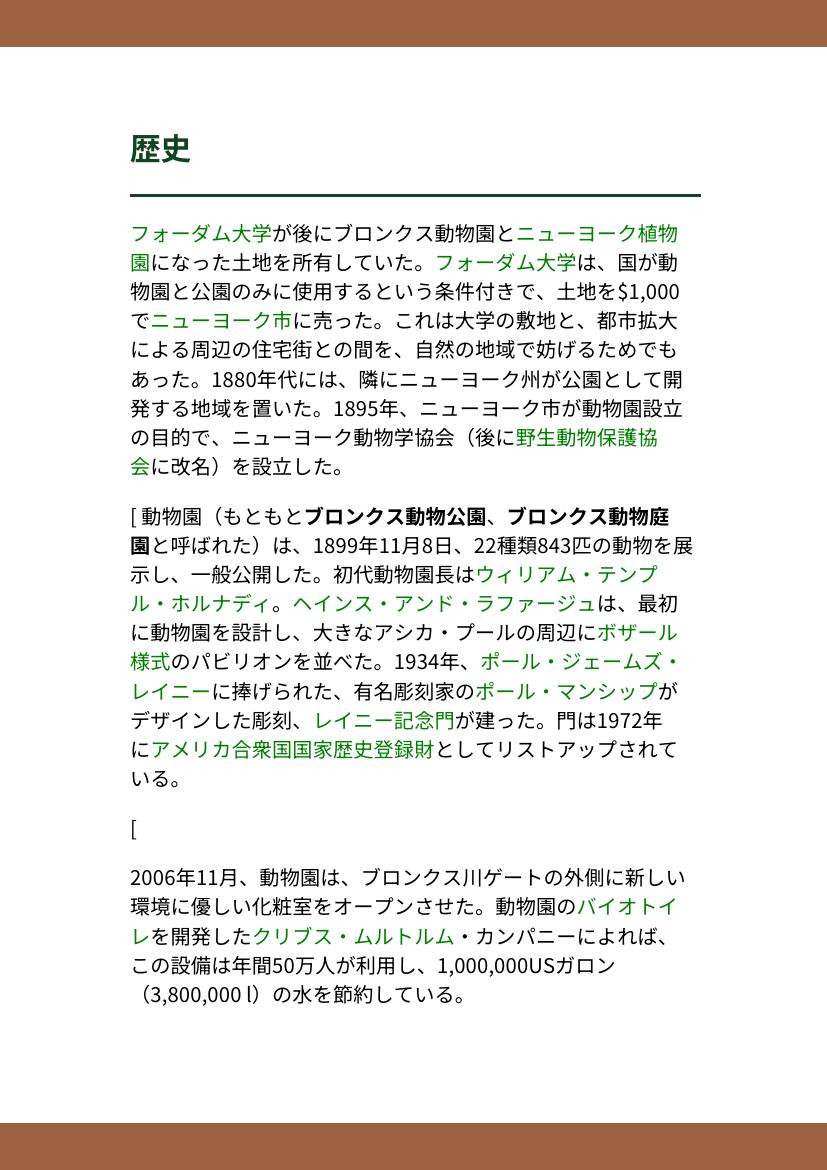 歴史
フォーダム大学が後にブロンクス動物園とニューヨーク植物
園になった土地を所有していた。フォーダム大学は、国が動
物園と公園のみに使用するという条件付きで、土地を$1,000
でニューヨーク市に売った。これは大学の敷地と、都市拡大
による周辺の住宅街との間を、自然の地域で妨げるためでも
あった。1880年代には、隣にニューヨーク州が公園として開
発する地域を置いた。1895年、ニューヨーク市が動物園設立
の目的で、ニューヨーク動物学協会（後に野生動物保護協
会に改名）を設立した。
[ 動物園（もともとブロンクス動物公園、ブロンクス動物庭
園と呼ばれた）は、1899年11月8日、22種類843匹の動物を展
示し、一般公開した。初代動物園長はウィリアム・テンプ
ル・ホルナディ。ヘインス・アンド・ラファージュは、最初
に動物園を設計し、大きなアシカ・プールの周辺にボザール
様式のパビリオンを並べた。1934年、ポール・ジェームズ・
レイニーに捧げられた、有名彫刻家のポール・マンシップが
デザインした彫刻、レイニー記念門が建った。門は1972年
にアメリカ合衆国国家歴史登録財としてリストアップされて
いる。
[
2006年11月、動物園は、ブロンクス川ゲートの外側に新しい
環境に優しい化粧室をオープンさせた。動物園のバイオトイ
レを開発したクリブス・ムルトルム・カンパニーによれば、
この設備は年間50万人が利用し、1,000,000USガロン
（3,800,000 l）の水を節約している。